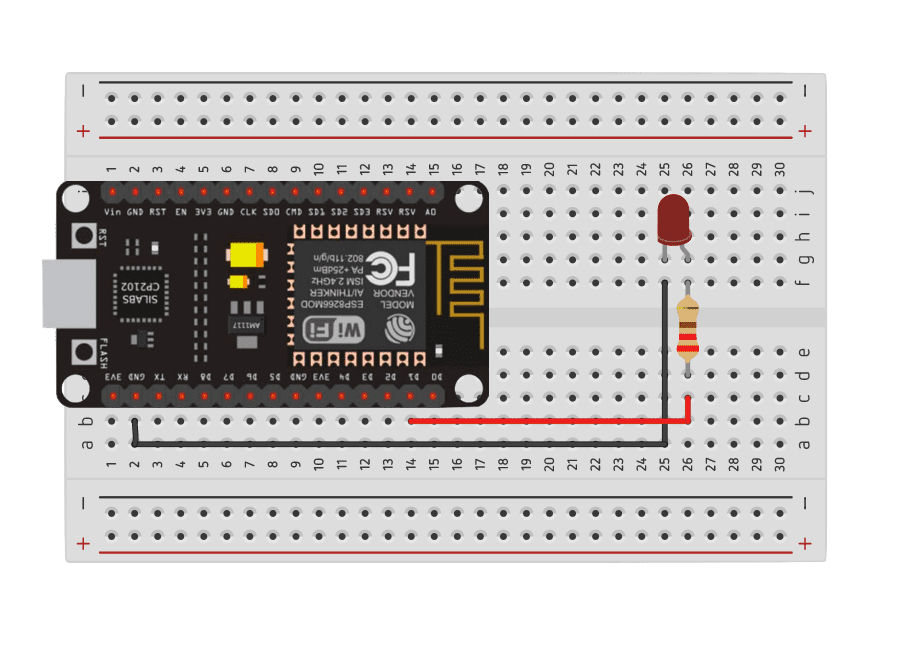 − −
+ +
1 2 3 4 5 6 7 8 9 10 11 12 13 14 15 16 17 18 19 20 21 22 23 24 25 26 27 28 29 30
j
Vin GND RST EN 3V3 GND CLK SD0 CMD SD1 SD2 SD3 RSV RSV A0
i
RST
h
g
f
SILABS
CP2102
AM1117
MODEL
VENDOR
ESP8266MOD
AI/THINKER
ISM 2.4GHz
PA +25dBm
802.11b/g/n
FC
Wi Fi
FLASH
e
3V3 GND TX RX D8 D7 D6 D5 GND 3V3 D4 D3 D2 D1 D0
d
c
b b
a a
1 2 3 4 5 6 7 8 9 10 11 12 13 14 15 16 17 18 19 20 21 22 23 24 25 26 27 28 29 30
− −
+ +